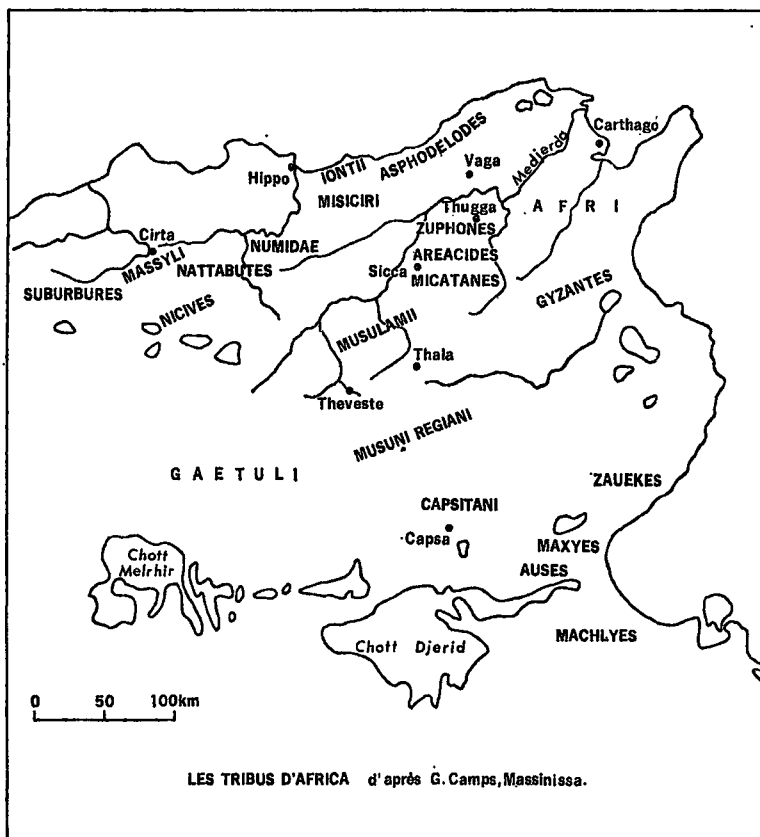 Carthago
Hippo
IONTII
ASPHODELODES
Medjerda
Vaga
MISICIRI
Thugga
A F R I
Cirta
MASSYLI
NATTABUTES
NUMIDAE
ZUPHONES
AREACIDES
Sicca
MICATANES
SUBURBURES
NICIVES
GYZANTES
MUSULAMII
Thala
Theveste
MUSUNI REGIANI
G A E T U L I
ZAUEKES
CAPSITANI
Capsa
MAXYES
Chott
Melrhir
AUSES
MACHLYES
Chott Djerid
0 50 100km
LES TRIBUS D'AFRICA d'après G. Camps, Massinissa.